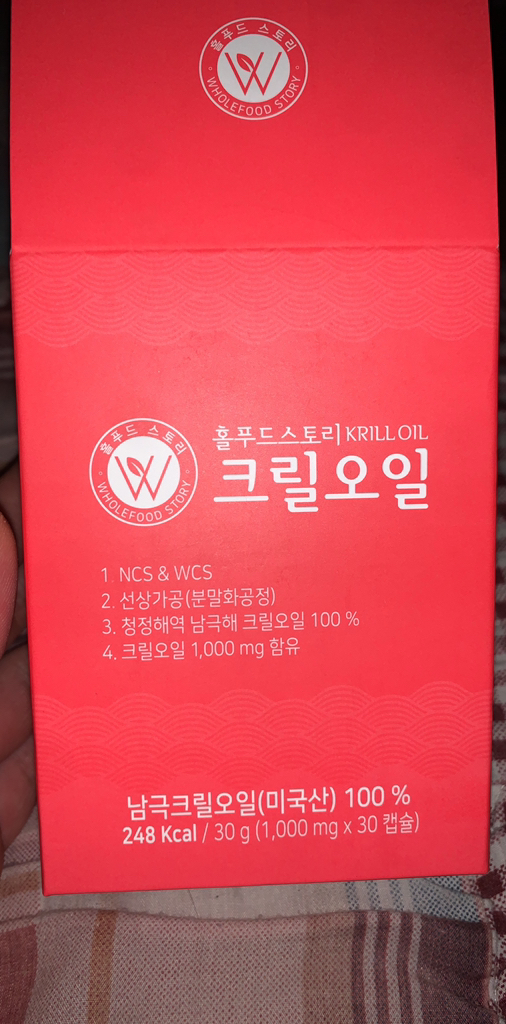 홀푸드 스토리
WHOLEFOOD STORY
홀푸드 스토리
WHOLEFOOD STORY
홀푸드스토리 KRILL OIL
크릴오일
1. NCS & WCS
2. 선상가공(분말화공정)
3. 청정해역 남극해 크릴오일 100 %
4. 크릴오일 1,000 mg 함유
남극크릴오일(미국산) 100 %
248 Kcal / 30 g (1,000 mg x 30 캡슐)